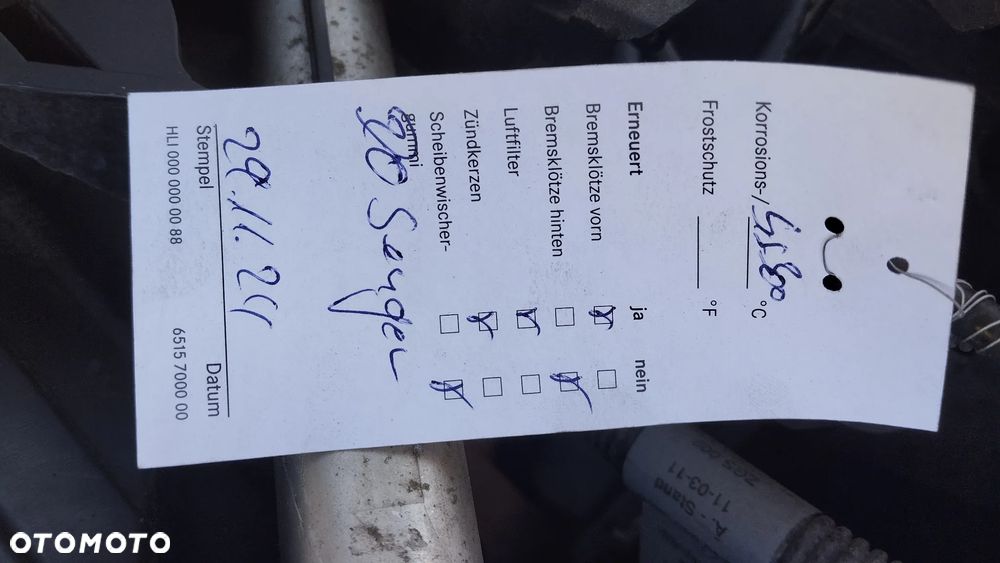 Korrosions-/ °C
Frostschutz °F
Erneuert ja nein
Bremsklötze vorn
Bremsklötze hinten
Luftfilter
Zündkerzen
Scheibenwischer-
gummi
29.11.24
Stempel Datum
HLI 000 000 00 88 6515 7000 00
A.-Stand
11-03-11
OTOMOTO